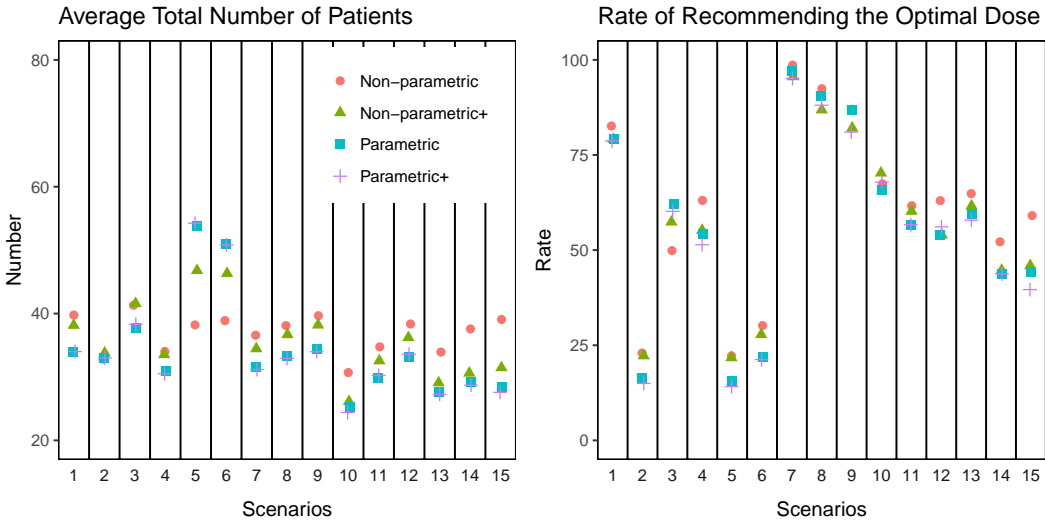 Average Total Number of Patients
Number
80
60
40
20
Non-parametric
Non-parametric+
Parametric
Parametric+
1 2 3 4 5 6 7 8 9 10 11 12 13 14 15
Scenarios
Rate of Recommending the Optimal Dose
Rate
100
75
50
25
0
1 2 3 4 5 6 7 8 9 10 11 12 13 14 15
Scenarios